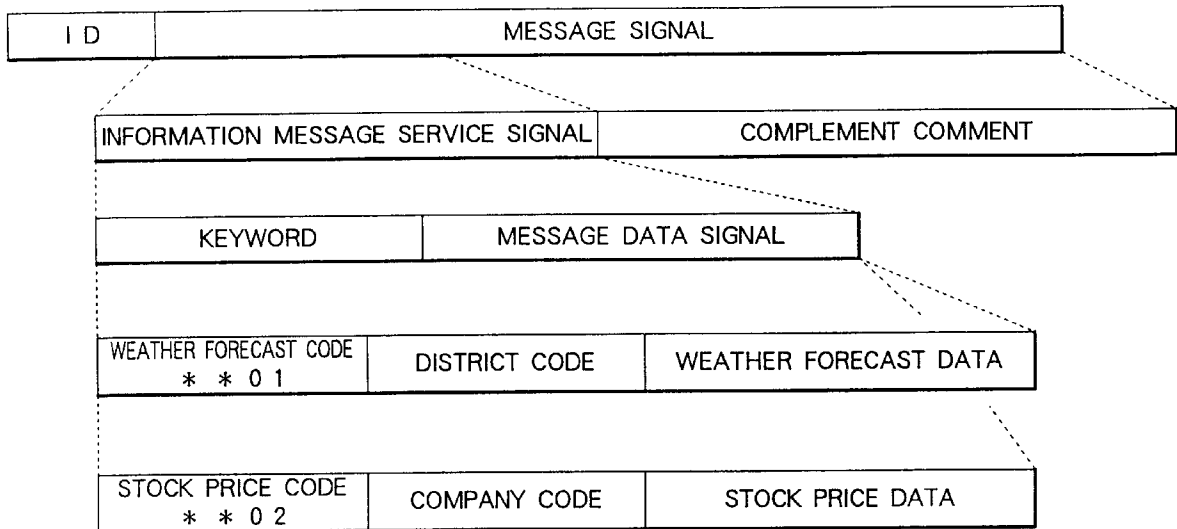 ID MESSAGE SIGNAL
INFORMATION MESSAGE SERVICE SIGNAL COMPLEMENT COMMENT
KEYWORD MESSAGE DATA SIGNAL
WEATHER FORECAST CODE
* * 0 1 DISTRICT CODE WEATHER FORECAST DATA
STOCK PRICE CODE
* * 0 2 COMPANY CODE STOCK PRICE DATA